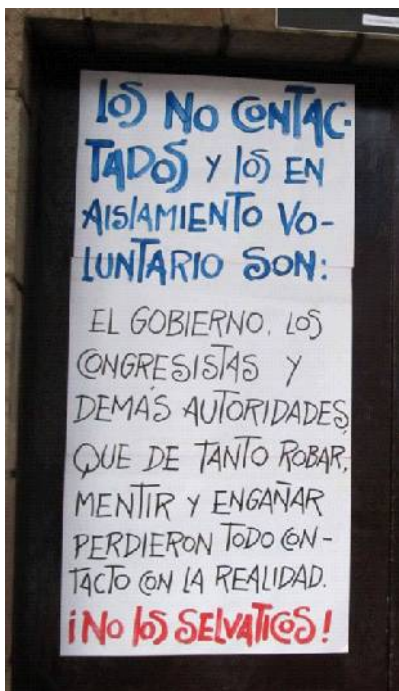 LOS NO CONTAC-
TADOS Y LOS EN
AISLAMIENTO VO-
LUNTARIO SON:
EL GOBIERNO, LOS
CONGRESISTAS Y
DEMÁS AUTORIDADES,
QUE DE TANTO ROBAR,
MENTIR Y ENGAÑAR
PERDIERON TODO CON-
TACTO CON LA REALIDAD.
¡NO LOS SELVATICOS!